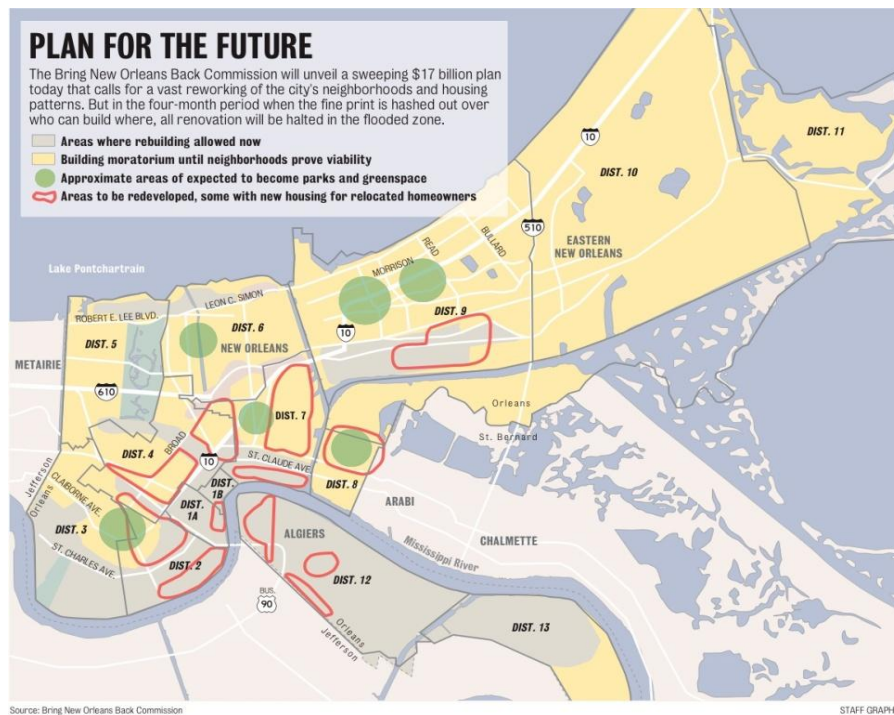 PLAN FOR THE FUTURE
The Bring New Orleans Back Commission will unveil a sweeping $17 billion plan
today that calls for a vast reworking of the city's neighborhoods and housing
patterns. But in the four-month period when the fine print is hashed out over
who can build where, all renovation will be halted in the flooded zone.
Areas where rebuilding allowed now
Building moratorium until neighborhoods prove viability
Approximate areas of expected to become parks and greenspace
Areas to be redeveloped, some with new housing for relocated homeowners
DIST. 11
10
DIST. 10
510
BULLARD
READ
EASTERN
NEW ORLEANS
MORRISON
Lake Pontchartrain
LEON C. SIMON
ROBERT E. LEE BLVD.
DIST. 6
DIST. 9
10
DIST. 5
NEW ORLEANS
METAIRIE
610
Orleans
St. Bernard
DIST. 7
BROAD
DIST. 4
10
ST. CLAUDE AVE.
DIST. 8
Jefferson
Orleans
CLAIBORNE AVE.
DIST.
1B
DIST.
1A
ARABI
DIST. 3
ALGIERS
Mississippi River
CHALMETTE
ST. CHARLES AVE.
DIST. 2
DIST. 12
BUS.
90
Orleans
Jefferson
DIST. 13
Source: Bring New Orleans Back Commission
STAFF GRAPH